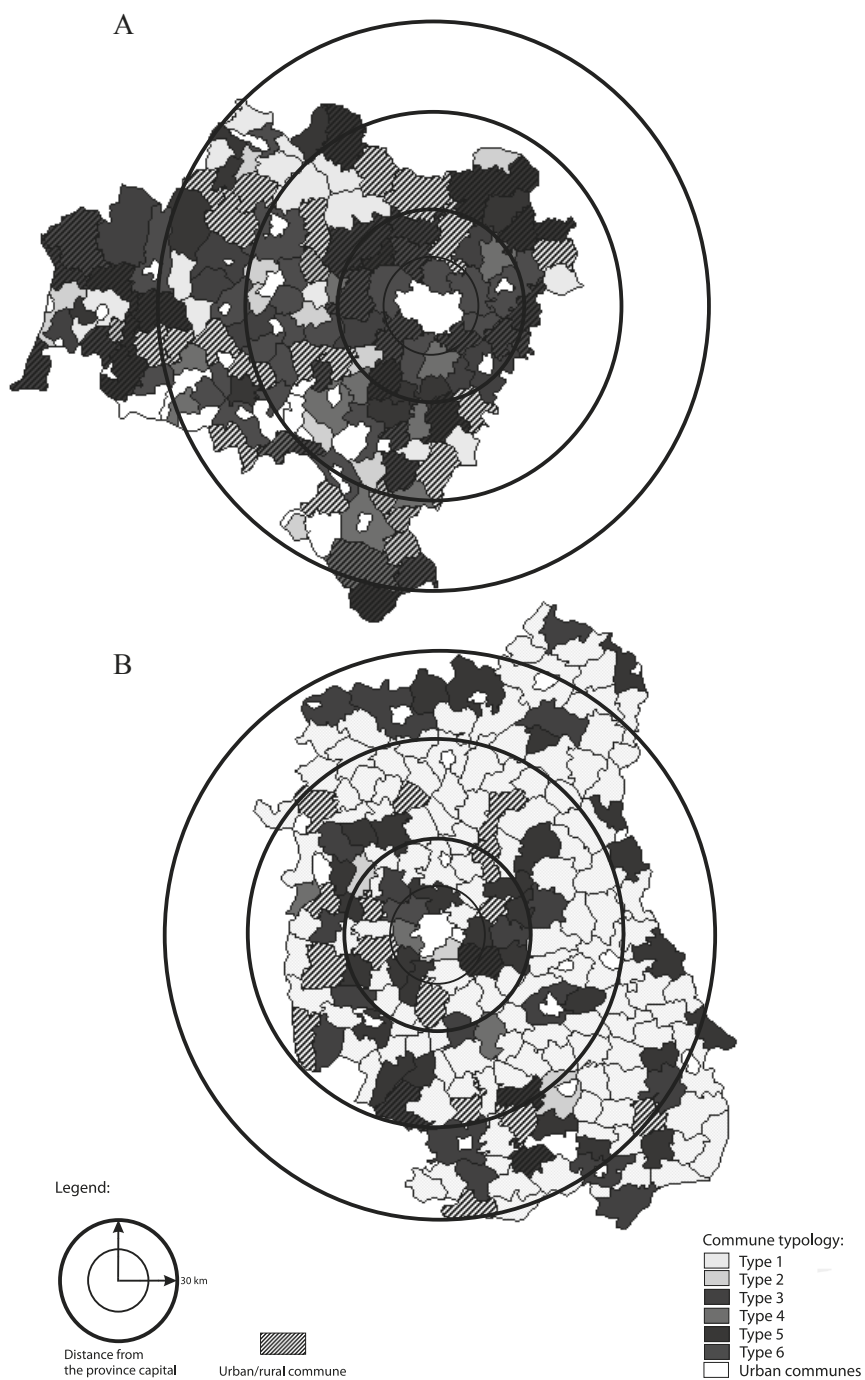 A
B
Legend:
30 km
Distance from
the province capital
Urban/rural commune
Commune typology:
Type 1
Type 2
Type 3
Type 4
Type 5
Type 6
Urban communes